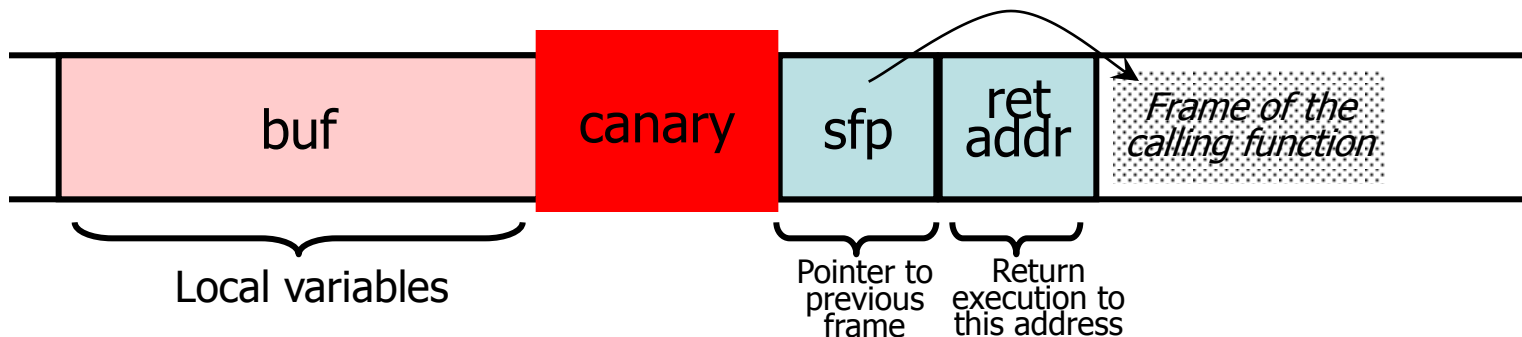 buf
canary
sfp
ret
addr
Frame of the
calling function
Local variables
Pointer to
previous
frame
Return
execution to
this address